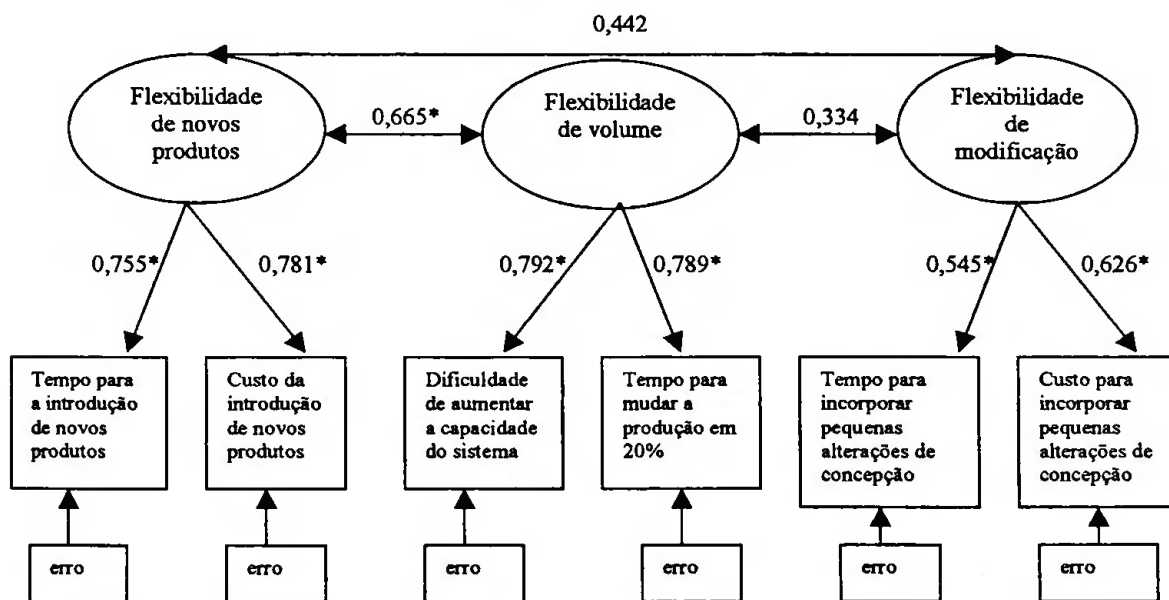 0,442
Flexibilidade
de novos
produtos
0,665*
Flexibilidade
de volume
0,334
Flexibilidade
de
modificação
0,755*
0,781*
0,792*
0,789*
0,545*
0,626*
Tempo para
a introdução
de novos
produtos
Custo da
introdução
de novos
produtos
Dificuldade
de aumentar
a capacidade
do sistema
Tempo para
mudar a
produção em
20%
Tempo para
incorporar
pequenas
alterações de
concepção
Custo para
incorporar
pequenas
alterações de
concepção
erro
erro
erro
erro
erro
erro